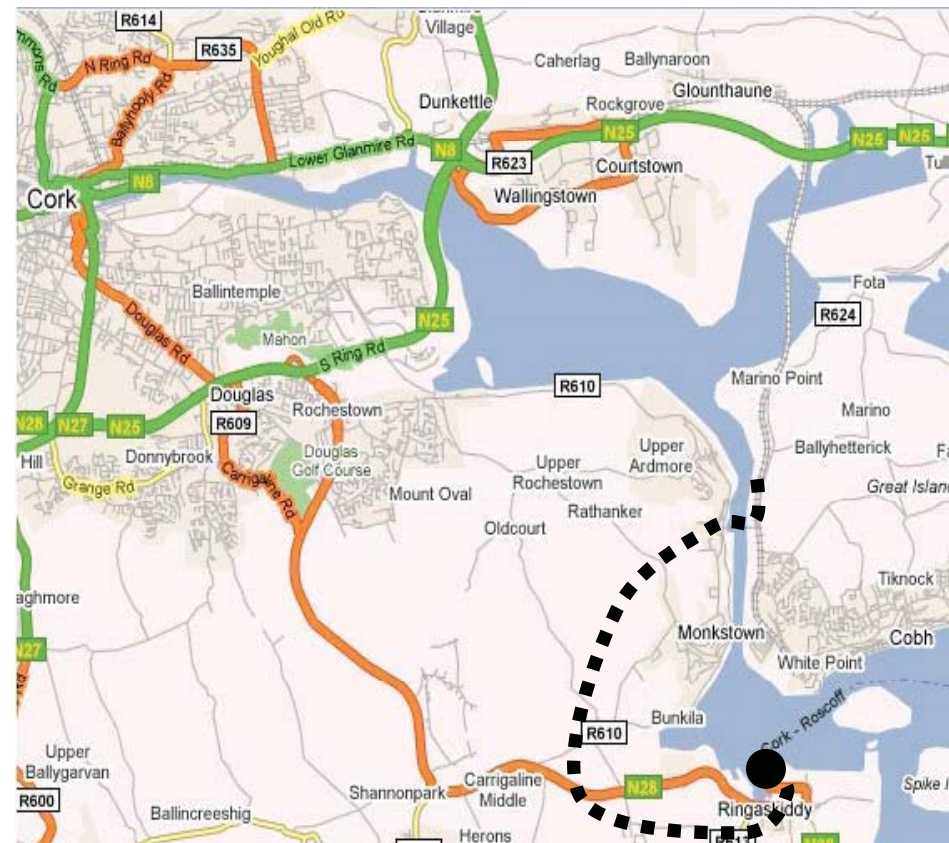 R614
Youghal Old Rd
Village
R635
N Ring Rd
Ballyhooly Rd
Caherlag
Ballynaroon
Dunkettle
Glounthaune
Rockgrove
N25
N25
N25
Lower Glanmire Rd
N8
R623
Courtstown
N8
Cork
Wallingstown
Ballintemple
Fota
R624
Douglas Rd
Mahon
S Ring Rd
N25
Marino Point
R610
Douglas
Rochestown
Marino
N28
N27
N25
R609
Ballyhetterick
Hill
Donnybrook
Douglas
Golf Course
Upper
Ardmore
Upper
Rochestown
Grange Rd
Carrigaline Rd
Mount Oval
Great Islan
Rathanker
Oldcourt
Tiknock
aghmore
Monkstown
Cobh
N27
White Point
Rd
Bunkila
R610
Cork - Roscoff
Upper
Ballygarvan
Carrigaline
Middle
N28
Spike I
R600
Shannonpark
Ringaskiddy
Ballincreeshig
Herons
R613
N28